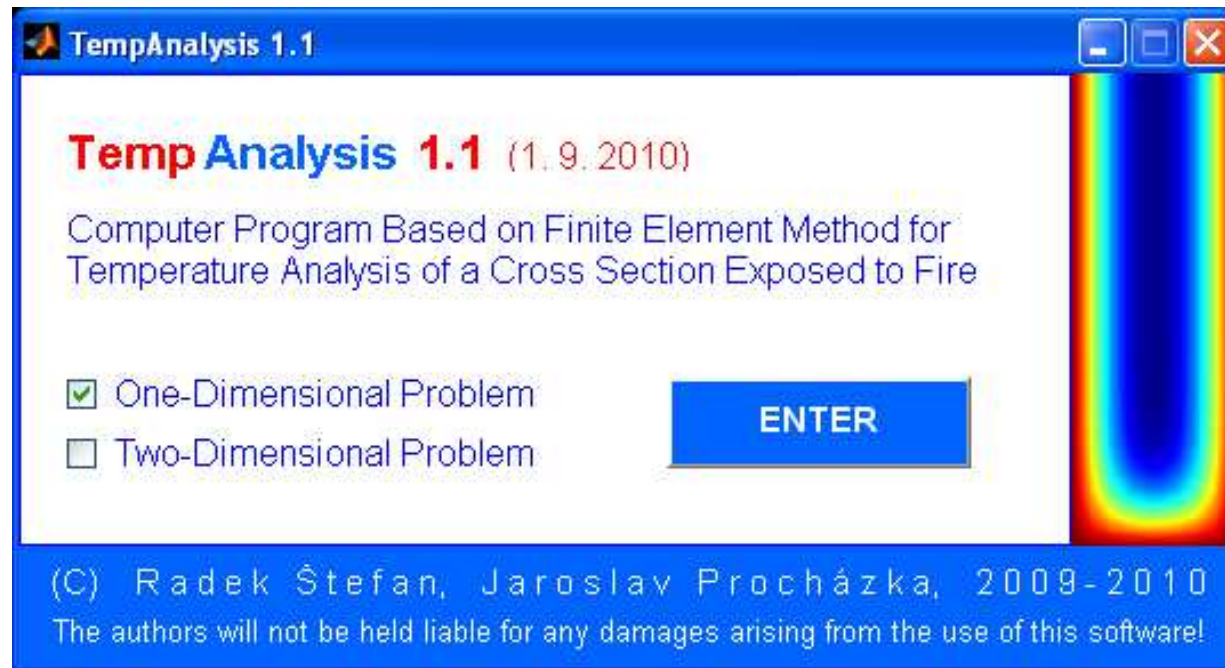 TempAnalysis 1.1
Temp Analysis 1.1 (1. 9. 2010)
Computer Program Based on Finite Element Method for
Temperature Analysis of a Cross Section Exposed to Fire
One-Dimensional Problem
Two-Dimensional Problem
ENTER
(C) Radek Štefan, Jaroslav Procházka, 2009-2010
The authors will not be held liable for any damages arising from the use of this software!